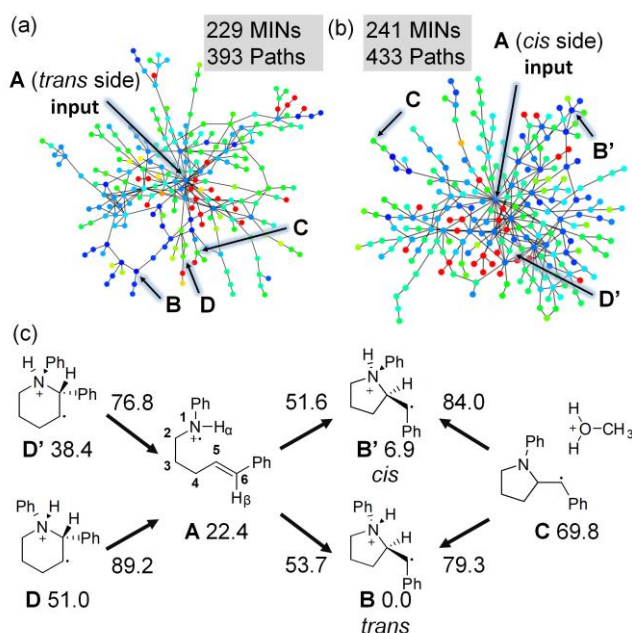 (a)
229 MINs
393 Paths
A (trans side)
input
C
B
D
(b)
241 MINs
433 Paths
A (cis side)
input
C
B'
D'
(c)
H Ph
N H
+ Ph
D' 38.4
76.8
Ph
1
N Hα
+•
2
3
4
5
6
Ph
Hβ
A 22.4
51.6
H Ph
N H
+
Ph
B' 6.9
cis
84.0
H
H O CH3
+
Ph
N
Ph
C 69.8
Ph H
N H
+ Ph
D 51.0
89.2
53.7
Ph H
N H
+
Ph
B 0.0
trans
79.3